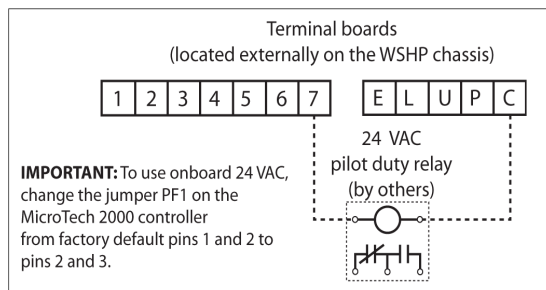 Terminal boards
(located externally on the WSHP chassis)
1 2 3 4 5 6 7 E L U P C
24 VAC
pilot duty relay
(by others)
IMPORTANT: To use onboard 24 VAC,
change the jumper PF1 on the
MicroTech 2000 controller
from factory default pins 1 and 2 to
pins 2 and 3.